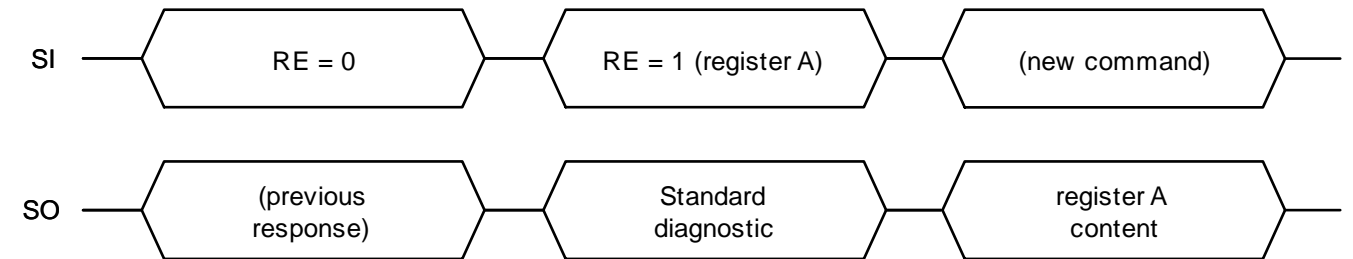 SI
RE = 0
RE = 1 (register A)
(new command)
SO
(previous
response)
Standard
diagnostic
register A
content